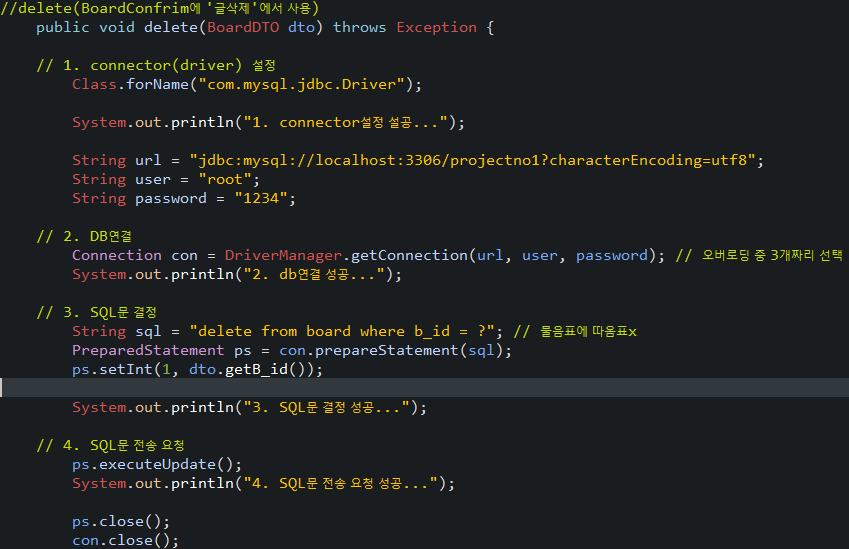 //delete(BoardConfrim에 '글삭제'에서 사용)
public void delete(BoardDTO dto) throws Exception {
// 1. connector(driver) 설정
Class.forName("com.mysql.jdbc.Driver");
System.out.println("1. connector설정 설공...");
String url = "jdbc:mysql://localhost:3306/projectno1?characterEncoding=utf8";
String user = "root";
String password = "1234";
// 2. DB연결
Connection con = DriverManager.getConnection(url, user, password); // 오버로딩 중 3개짜리 선택
System.out.println("2. db연결 성공...");
// 3. SQL문 결정
String sql = "delete from board where b_id = ?"; // 물음표에 따옴표x
PreparedStatement ps = con.prepareStatement(sql);
ps.setInt(1, dto.getB_id());
System.out.println("3. SQL문 결정 성공...");
// 4. SQL문 전송 요청
ps.executeUpdate();
System.out.println("4. SQL문 전송 요청 성공...");
ps.close();
con.close();